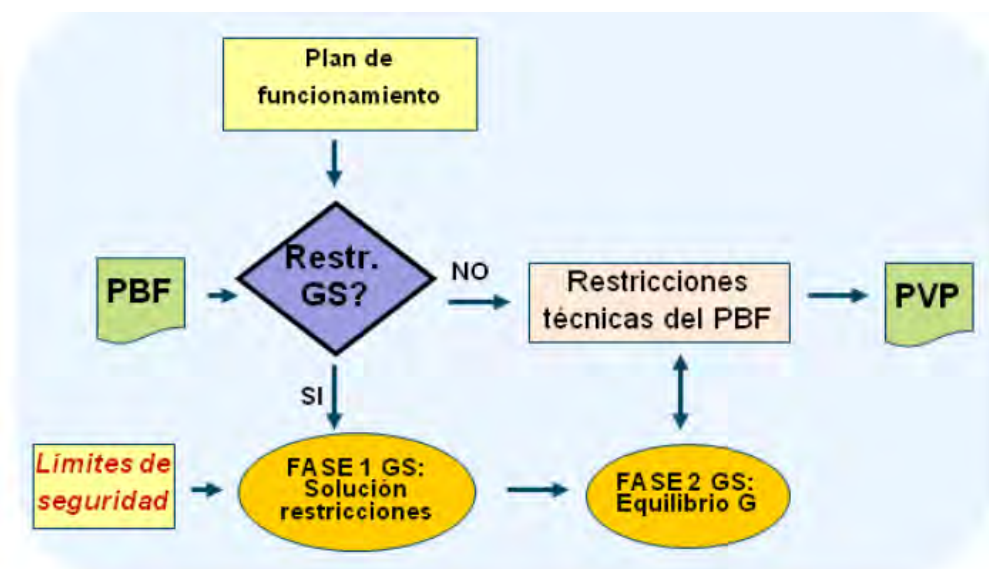 Plan de
funcionamiento
Restr.
GS?
PBF
NO
Restricciones
técnicas del PBF
PVP
SI
Límites de
seguridad
FASE 1 GS:
Solución
restricciones
FASE 2 GS:
Equilibrio G